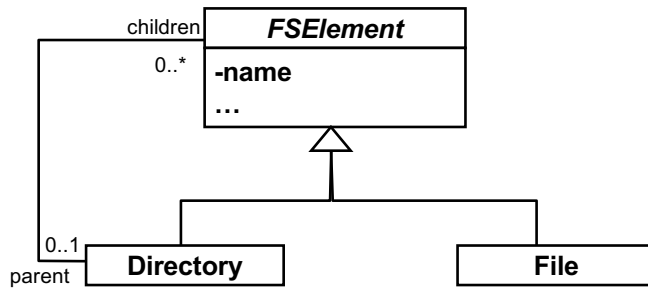 children
FSElement
0..*
-name
...
0..1
Directory
File
parent